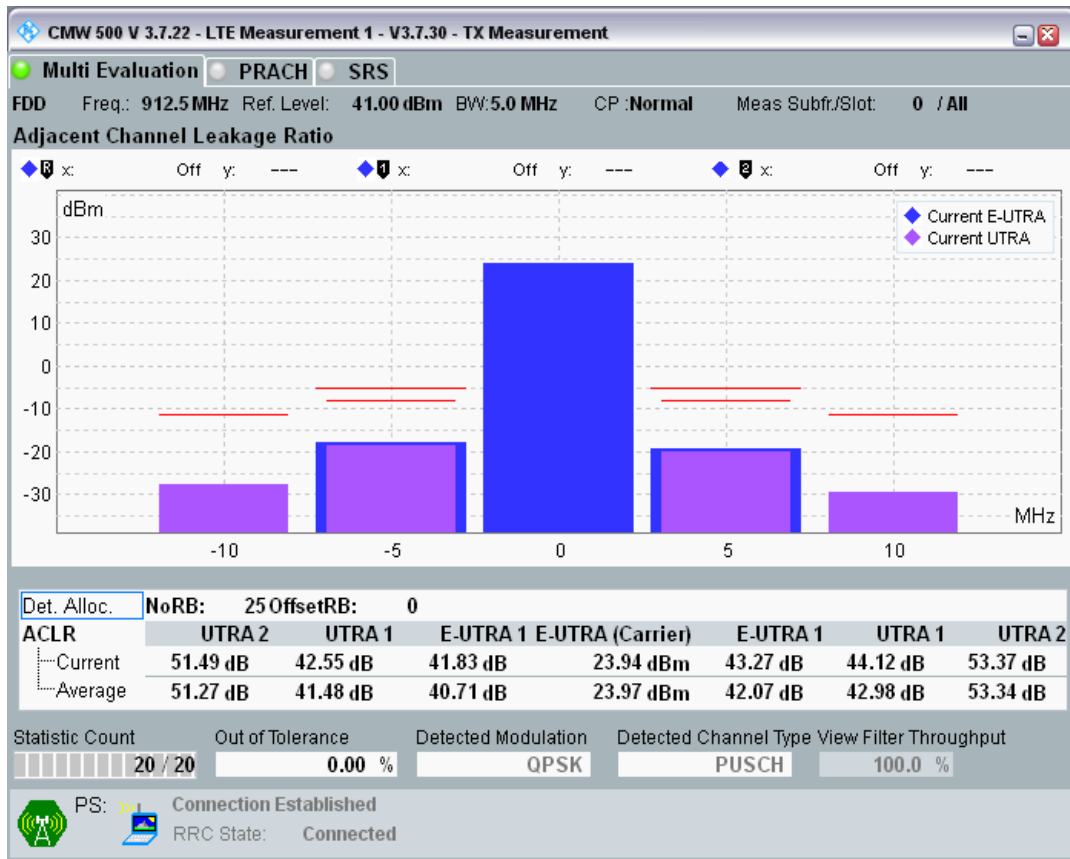 CMW 500 V 3.7.22 - LTE Measurement 1 - V3.7.30 - TX Measurement
Multi Evaluation PRACH SRS
FDD Freq.: 912.5 MHz Ref. Level: 41.00 dBm BW:5.0 MHz CP :Normal Meas Subfr./Slot: 0 / All
Adjacent Channel Leakage Ratio
R x: Off y: --- 1 x: Off y: --- 2 x: Off y: ---
dBm
Current E-UTRA
Current UTRA
30
20
10
0
-10
-20
-30
MHz
-10 -5 0 5 10
Det. Alloc. NoRB: 25 OffsetRB: 0
ACLR UTRA 2 UTRA 1 E-UTRA 1 E-UTRA (Carrier) E-UTRA 1 UTRA 1 UTRA 2
Current 51.49 dB 42.55 dB 41.83 dB 23.94 dBm 43.27 dB 44.12 dB 53.37 dB
Average 51.27 dB 41.48 dB 40.71 dB 23.97 dBm 42.07 dB 42.98 dB 53.34 dB
Statistic Count Out of Tolerance Detected Modulation Detected Channel Type View Filter Throughput
20 / 20 0.00 % QPSK PUSCH 100.0 %
PS: Connection Established
RRC State: Connected